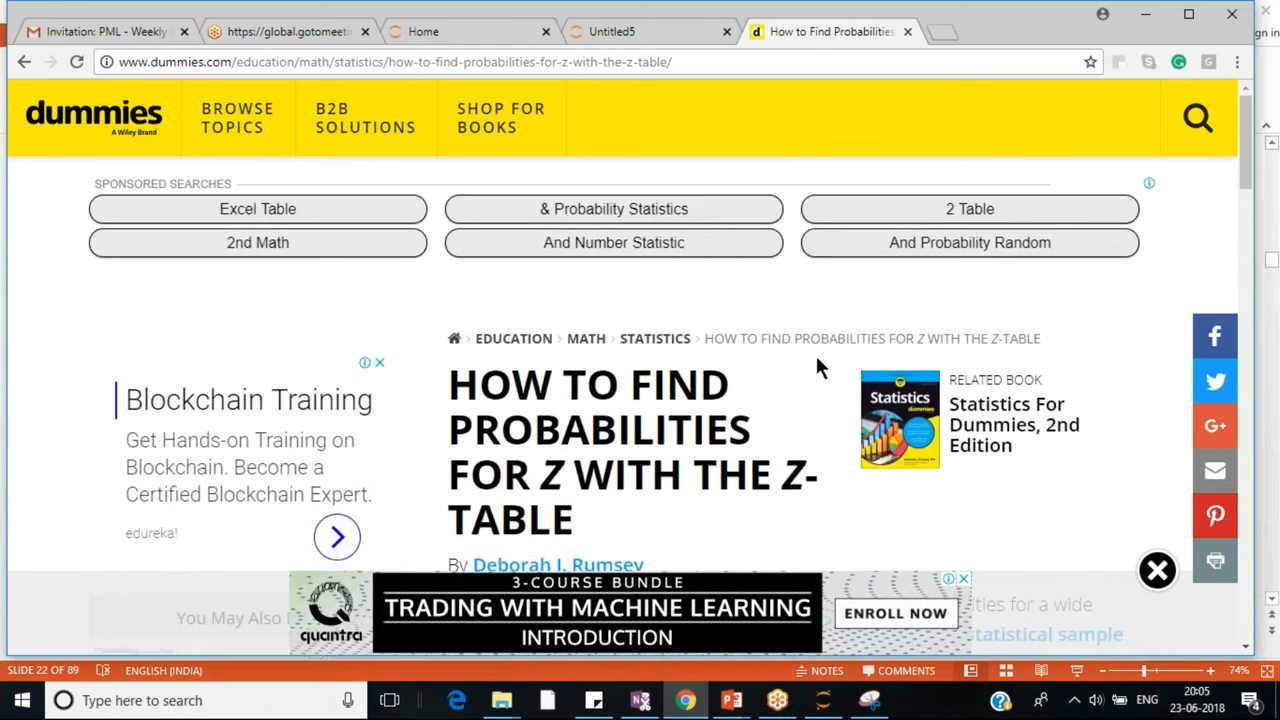 Invitation: PML - Weekly
https://global.gotomeeti
Home
Untitled5
How to Find Probabilities
gn in
www.dummies.com/education/math/statistics/how-to-find-probabilities-for-z-with-the-z-table/
dummies
A Wiley Brand
BROWSE
TOPICS
B2B
SOLUTIONS
SHOP FOR
BOOKS
SPONSORED SEARCHES
Excel Table
& Probability Statistics
2 Table
2nd Math
And Number Statistic
And Probability Random
EDUCATION > MATH > STATISTICS > HOW TO FIND PROBABILITIES FOR Z WITH THE Z-TABLE
HOW TO FIND
PROBABILITIES
FOR Z WITH THE Z-
TABLE
By Deborah J. Rumsey
RELATED BOOK
Statistics For
Dummies, 2nd
Edition
Statistics
dummies
Blockchain Training
Get Hands-on Training on
Blockchain. Become a
Certified Blockchain Expert.
edureka!
You May Also
ties for a wide
tatistical sample
quantra
3-COURSE BUNDLE
TRADING WITH MACHINE LEARNING
INTRODUCTION
ENROLL NOW
SLIDE 22 OF 89
ENGLISH (INDIA)
NOTES
COMMENTS
74%
Type here to search
ENG
20:05
23-06-2018
4